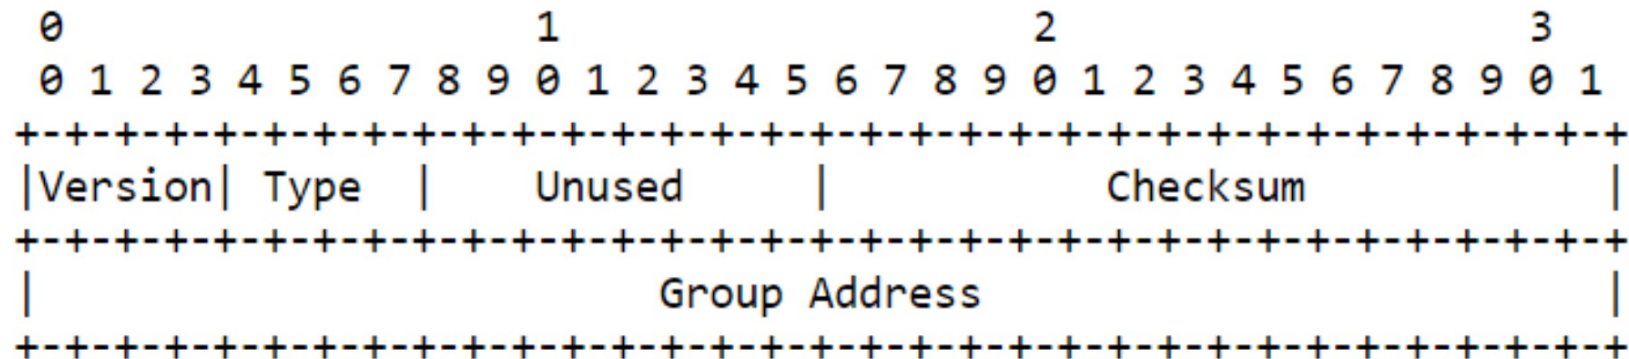 0                   1                   2                   3
 0 1 2 3 4 5 6 7 8 9 0 1 2 3 4 5 6 7 8 9 0 1 2 3 4 5 6 7 8 9 0 1
+-+-+-+-+-+-+-+-+-+-+-+-+-+-+-+-+-+-+-+-+-+-+-+-+-+-+-+-+-+-+-+-+
|Version| Type  |    Unused     |           Checksum            |
+-+-+-+-+-+-+-+-+-+-+-+-+-+-+-+-+-+-+-+-+-+-+-+-+-+-+-+-+-+-+-+-+
|                         Group Address                         |
+-+-+-+-+-+-+-+-+-+-+-+-+-+-+-+-+-+-+-+-+-+-+-+-+-+-+-+-+-+-+-+-+